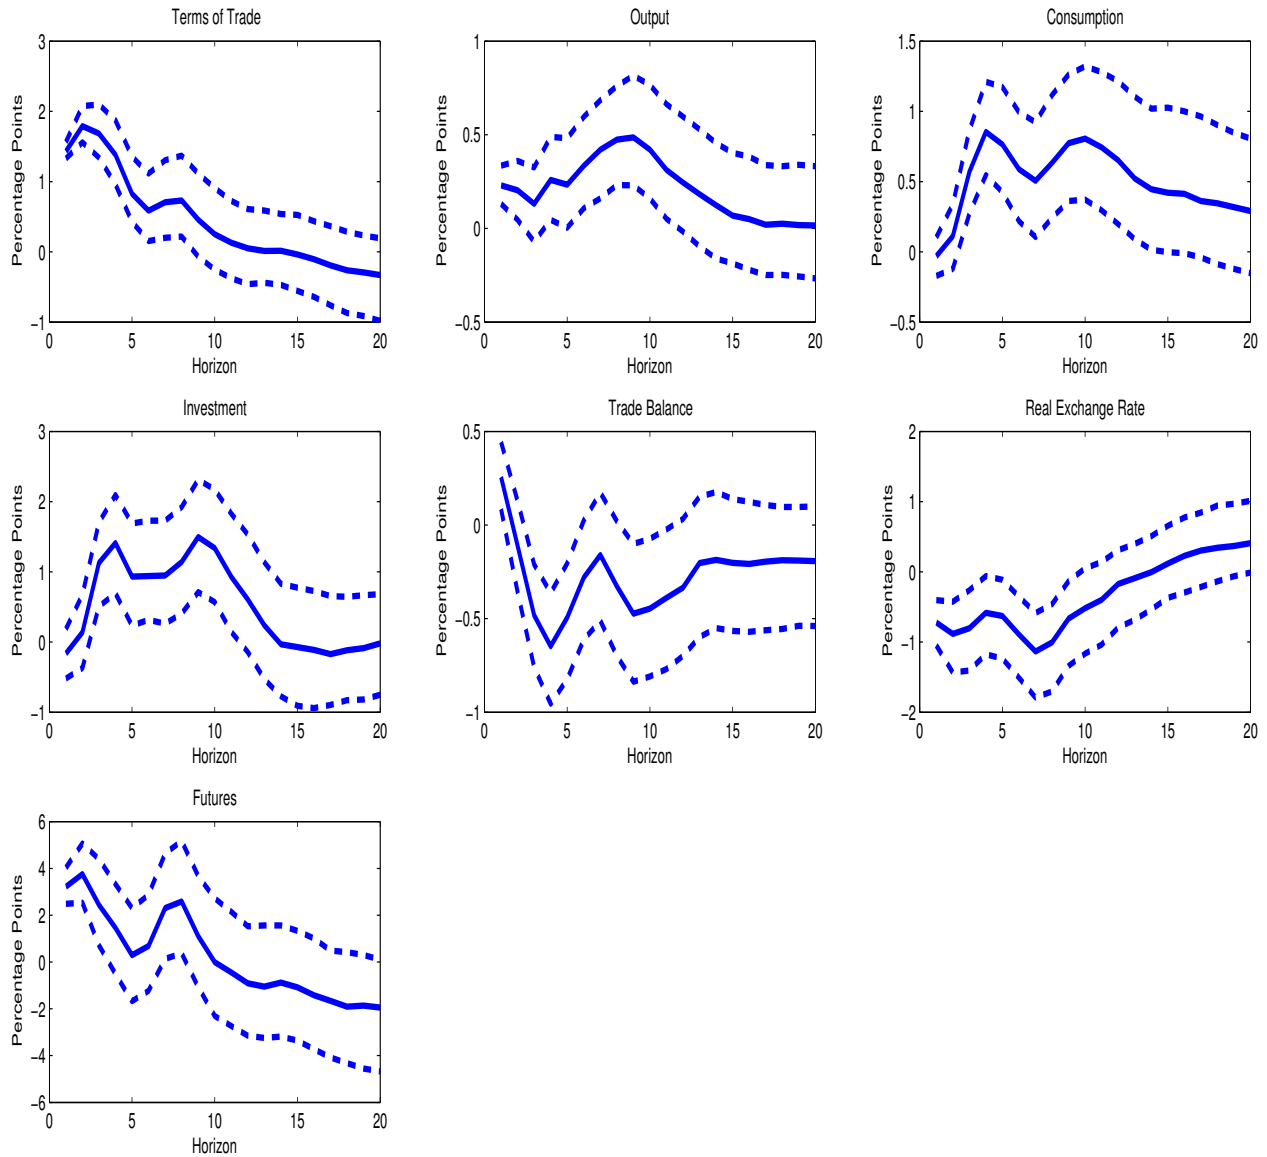 Terms of Trade
Output
Consumption
3
2
1
0
−1
Percentage Points
0 5 10 15 20
Horizon
1
0.5
0
−0.5
Percentage Points
0 5 10 15 20
Horizon
1.5
1
0.5
0
−0.5
Percentage Points
0 5 10 15 20
Horizon
Investment
Trade Balance
Real Exchange Rate
3
2
1
0
−1
Percentage Points
0 5 10 15 20
Horizon
0.5
0
−0.5
−1
Percentage Points
0 5 10 15 20
Horizon
2
1
0
−1
−2
Percentage Points
0 5 10 15 20
Horizon
Futures
6
4
2
0
−2
−4
−6
Percentage Points
0 5 10 15 20
Horizon